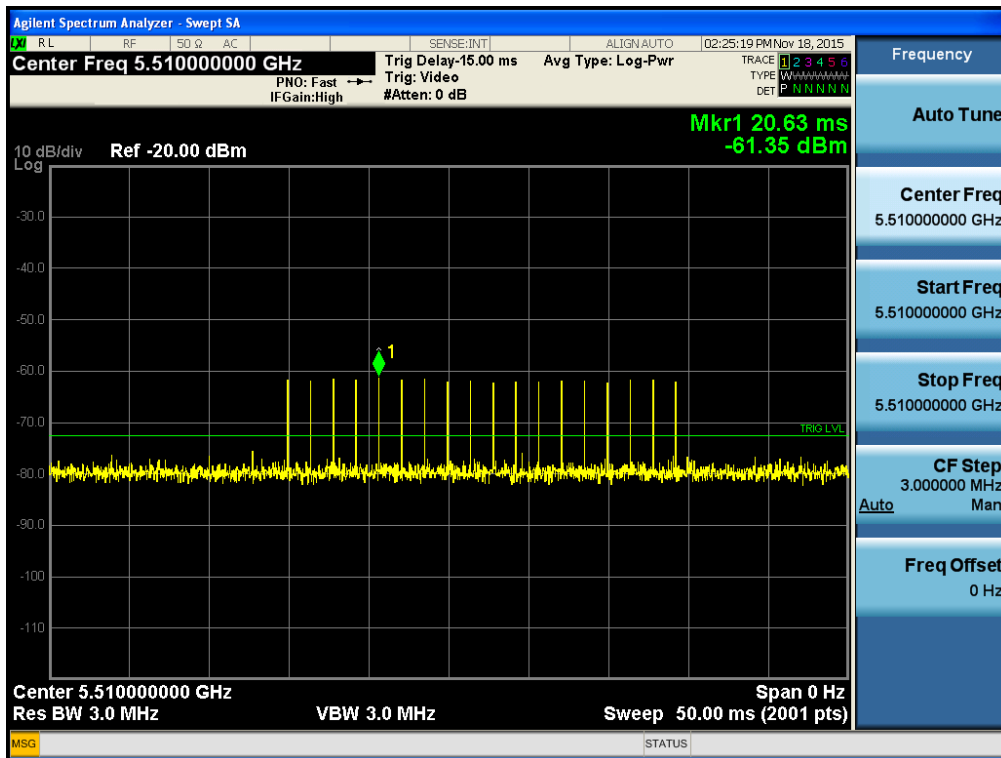 Agilent Spectrum Analyzer - Swept SA
LXI RL RF 50 Ω AC SENSE:INT ALIGN AUTO 02:25:19 PM Nov 18, 2015
Center Freq 5.510000000 GHz
PNO: Fast
IFGain:High
Trig Delay-15.00 ms
Trig: Video
#Atten: 0 dB
Avg Type: Log-Pwr
TRACE 1 2 3 4 5 6
TYPE W
DET P N N N N N
Mkr1 20.63 ms
-61.35 dBm
10 dB/div Ref -20.00 dBm
Log
-30.0
-40.0
-50.0
1
-60.0
-70.0
TRIG LVL
-80.0
-90.0
-100
-110
Center 5.510000000 GHz Span 0 Hz
Res BW 3.0 MHz VBW 3.0 MHz Sweep 50.00 ms (2001 pts)
MSG STATUS
Frequency
Auto Tune
Center Freq
5.510000000 GHz
Start Freq
5.510000000 GHz
Stop Freq
5.510000000 GHz
CF Step
3.000000 MHz
Auto Man
Freq Offset
0 Hz